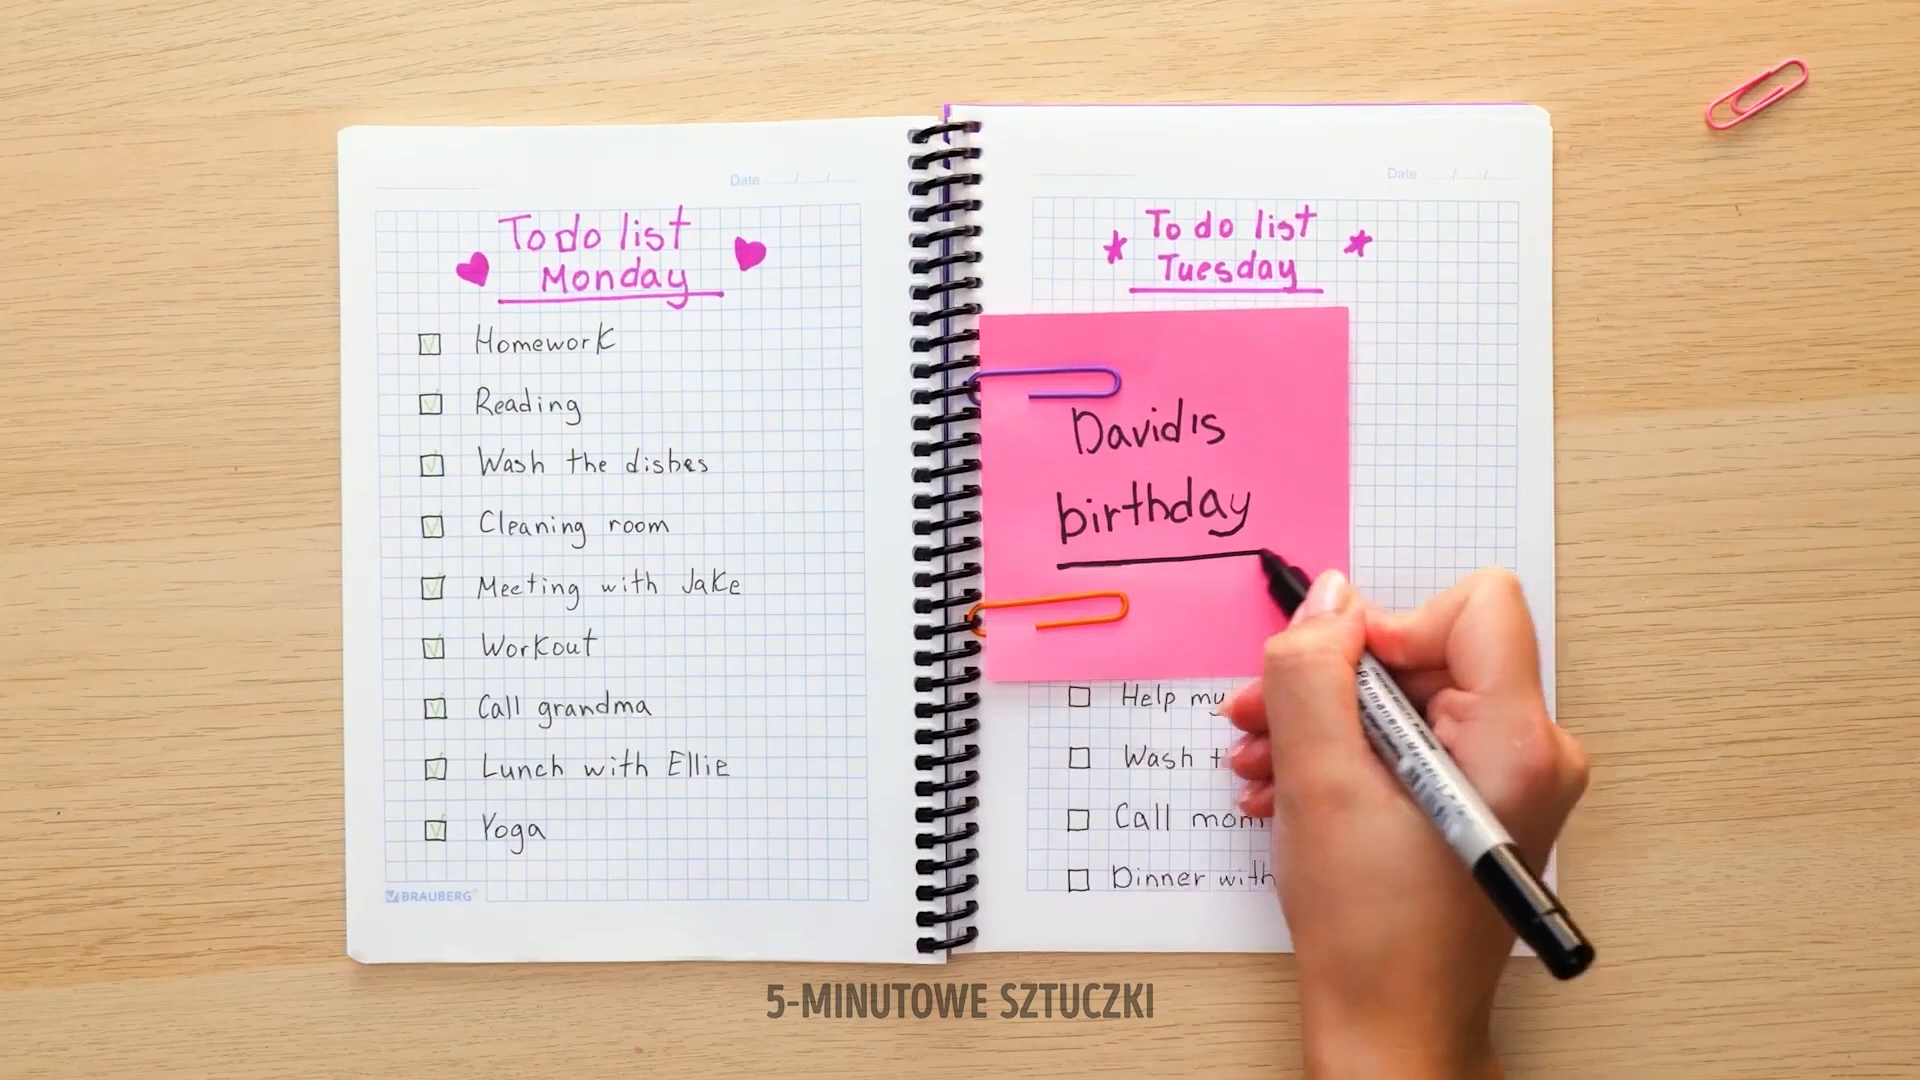 Date ....../....../......
To do list
Monday
Homework
Reading
Wash the dishes
Cleaning room
Meeting with Jake
Workout
Call grandma
Lunch with Ellie
Yoga
BRAUBERG
Date ....../....../......
To do list
Tuesday
David's
birthday
Help my
Wash
Call mom
Dinner with
Permanent
5-MINUTOWE SZTUCZKI